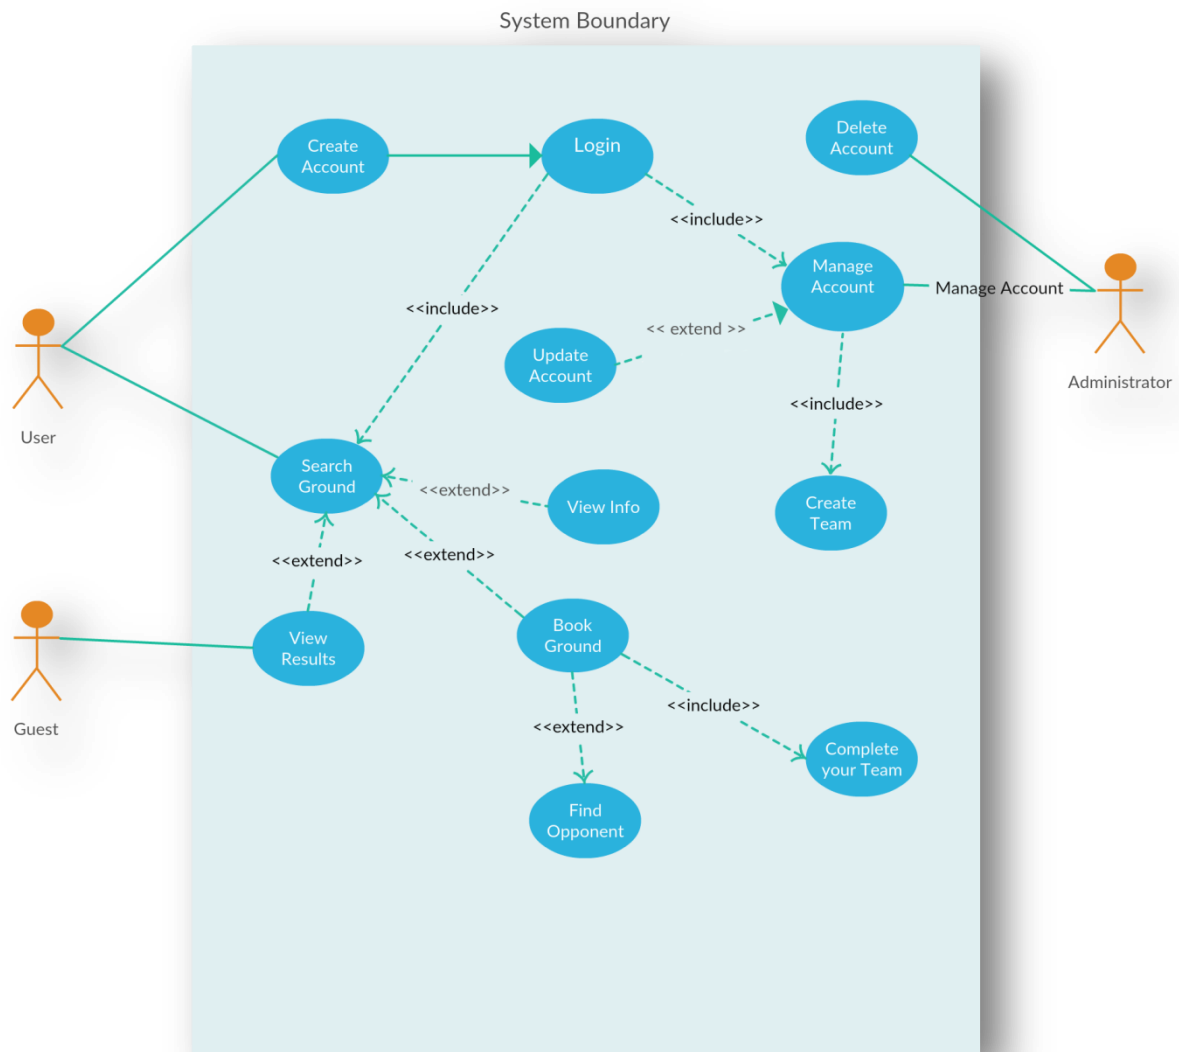 System Boundary
Create
Account
Login
Delete
Account
<<include>>
Manage
Account
Manage Account
<<include>>
<< extend >>
Update
Account
Administrator
<<include>>
User
Search
Ground
<<extend>>
View Info
Create
Team
<<extend>>
<<extend>>
View
Results
Book
Ground
Guest
<<include>>
<<extend>>
Complete
your Team
Find
Opponent